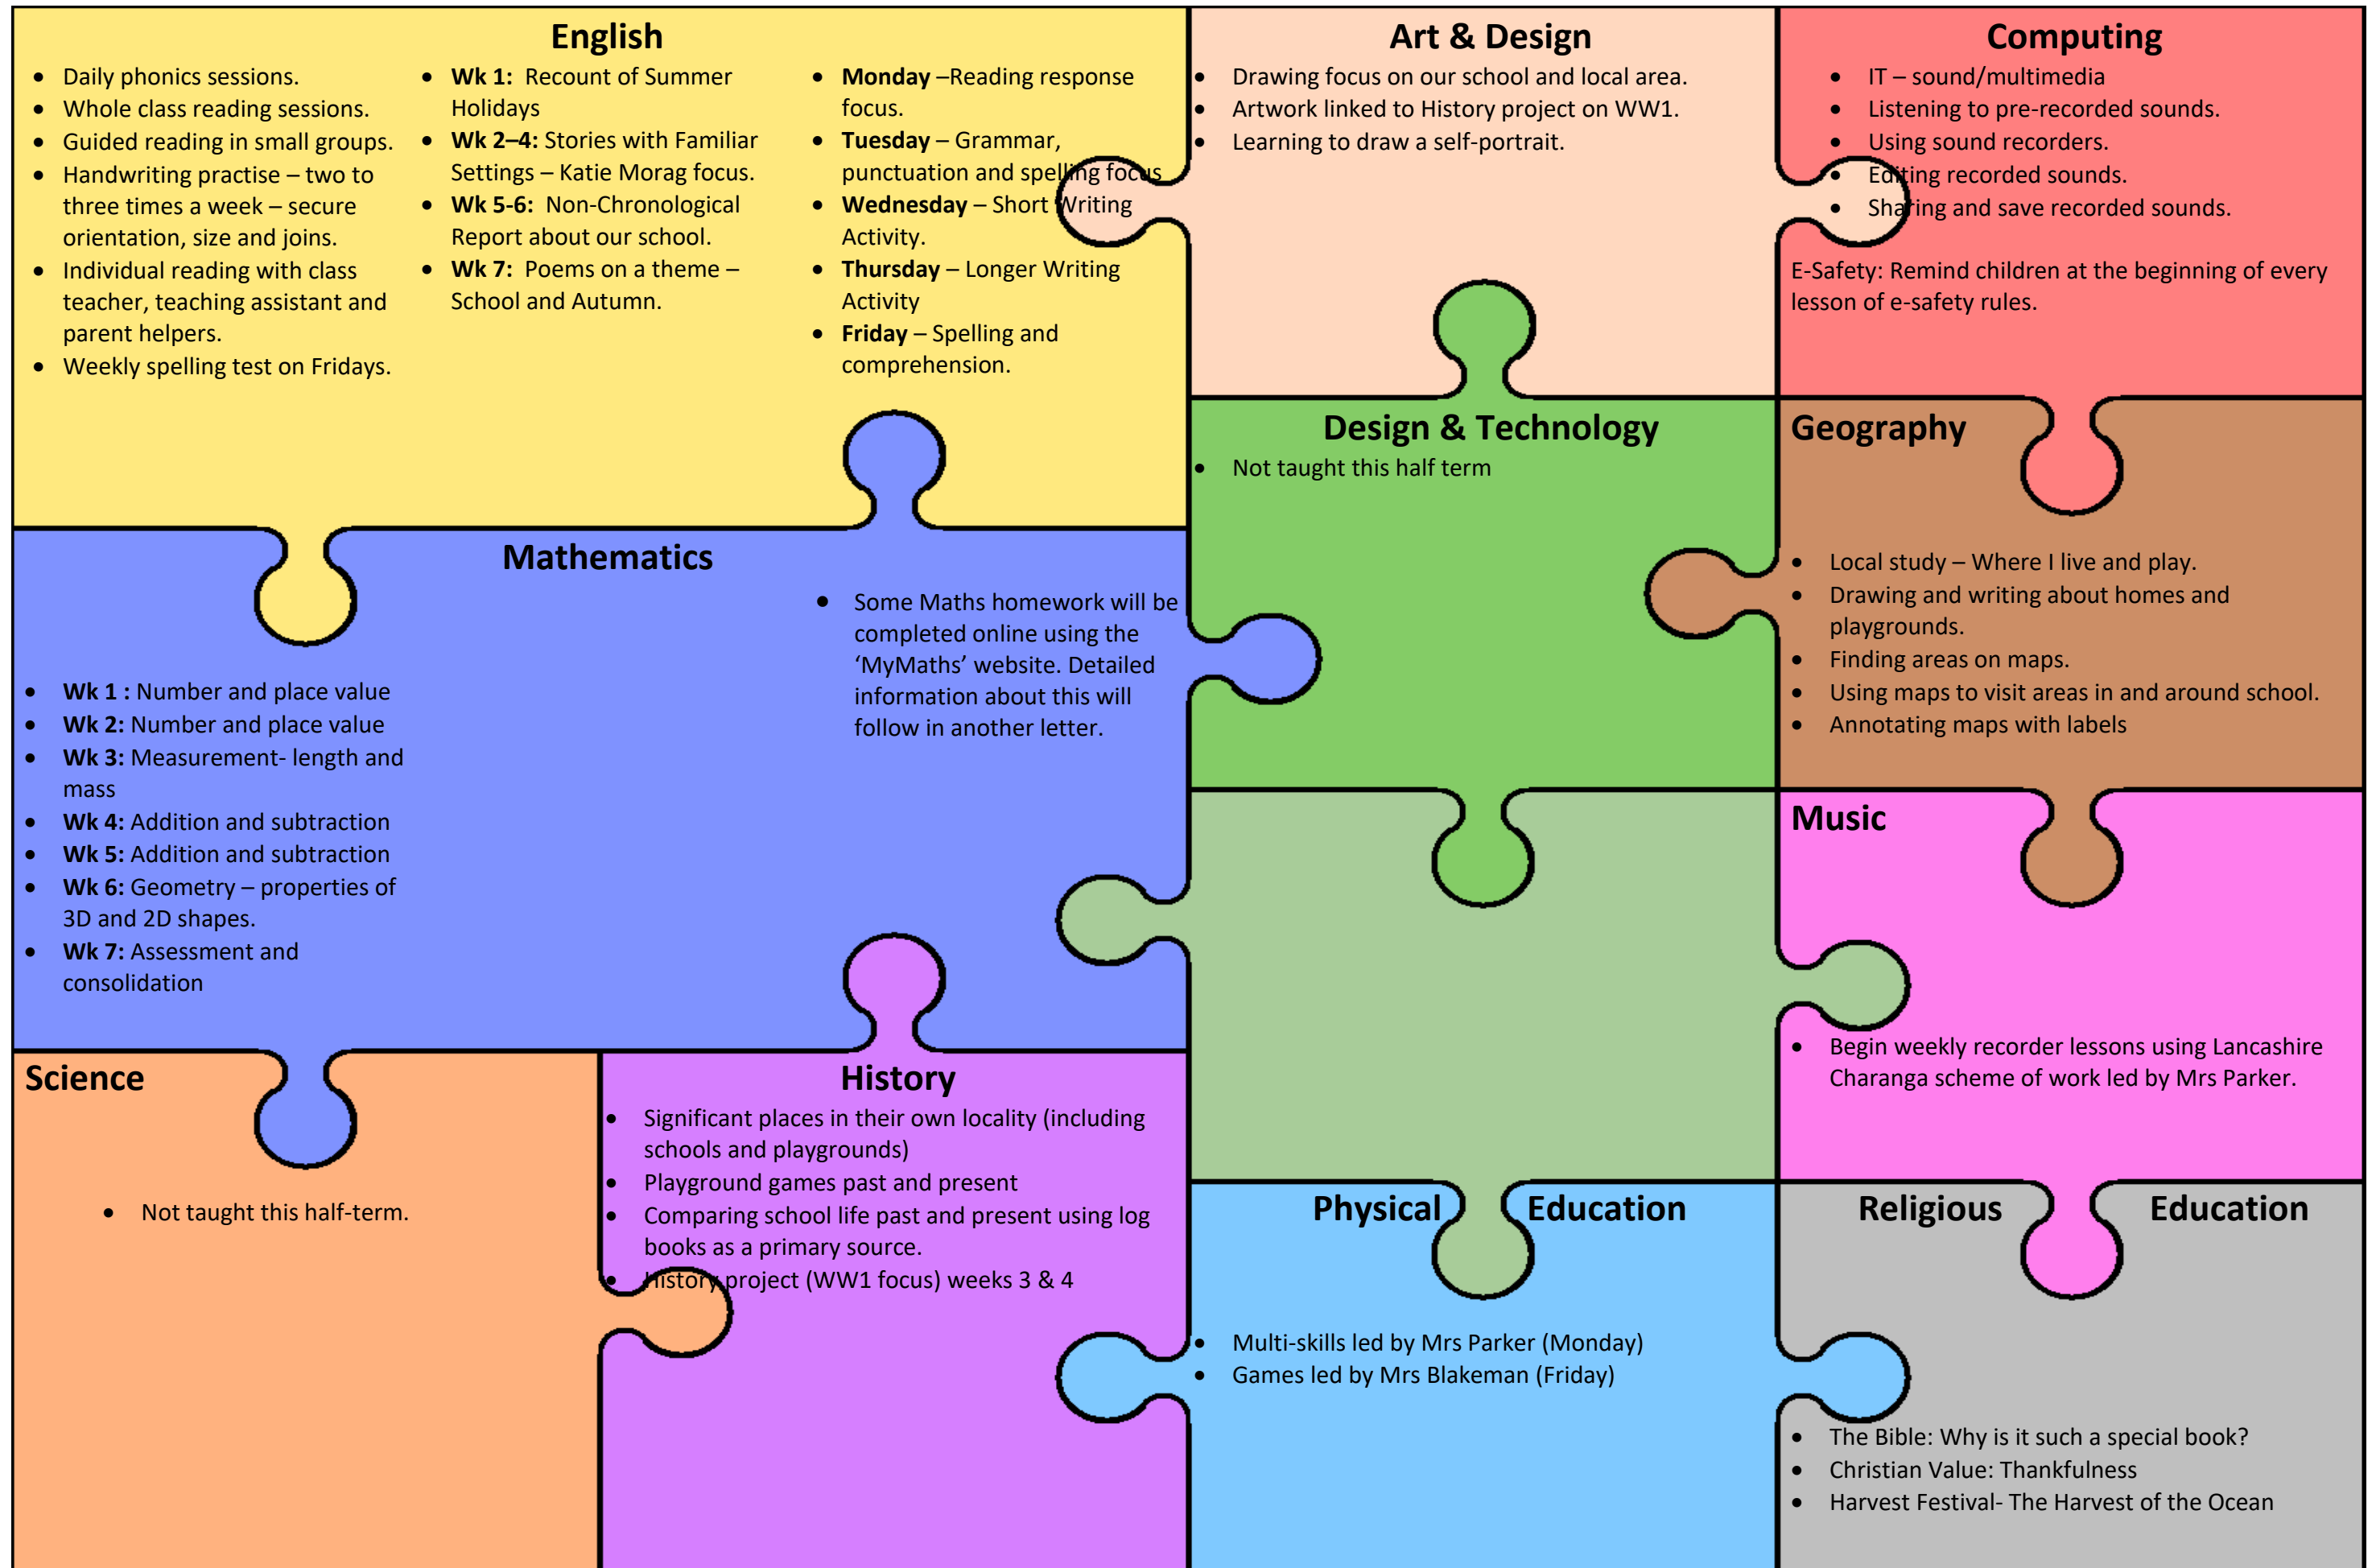 English
• Daily phonics sessions.
• Whole class reading sessions.
• Guided reading in small groups.
• Handwriting practise – two to
three times a week – secure
orientation, size and joins.
• Individual reading with class
teacher, teaching assistant and
parent helpers.
• Weekly spelling test on Fridays.
• Wk 1: Recount of Summer
Holidays
• Wk 2–4: Stories with Familiar
Settings – Katie Morag focus.
• Wk 5-6: Non-Chronological
Report about our school.
• Wk 7: Poems on a theme –
School and Autumn.
• Monday –Reading response
focus.
• Tuesday – Grammar,
punctuation and spelling focus
• Wednesday – Short Writing
Activity.
• Thursday – Longer Writing
Activity
• Friday – Spelling and
comprehension.
Art & Design
• Drawing focus on our school and local area.
• Artwork linked to History project on WW1.
• Learning to draw a self-portrait.
Computing
• IT – sound/multimedia
• Listening to pre-recorded sounds.
• Using sound recorders.
• Editing recorded sounds.
• Sharing and save recorded sounds.
E-Safety: Remind children at the beginning of every
lesson of e-safety rules.
Design & Technology
• Not taught this half term
Geography
• Local study – Where I live and play.
• Drawing and writing about homes and
playgrounds.
• Finding areas on maps.
• Using maps to visit areas in and around school.
• Annotating maps with labels
Mathematics
• Wk 1 : Number and place value
• Wk 2: Number and place value
• Wk 3: Measurement- length and
mass
• Wk 4: Addition and subtraction
• Wk 5: Addition and subtraction
• Wk 6: Geometry – properties of
3D and 2D shapes.
• Wk 7: Assessment and
consolidation
• Some Maths homework will be
completed online using the
‘MyMaths’ website. Detailed
information about this will
follow in another letter.
Music
• Begin weekly recorder lessons using Lancashire
Charanga scheme of work led by Mrs Parker.
Science
• Not taught this half-term.
History
• Significant places in their own locality (including
schools and playgrounds)
• Playground games past and present
• Comparing school life past and present using log
books as a primary source.
• History project (WW1 focus) weeks 3 & 4
Physical Education
• Multi-skills led by Mrs Parker (Monday)
• Games led by Mrs Blakeman (Friday)
Religious Education
• The Bible: Why is it such a special book?
• Christian Value: Thankfulness
• Harvest Festival- The Harvest of the Ocean